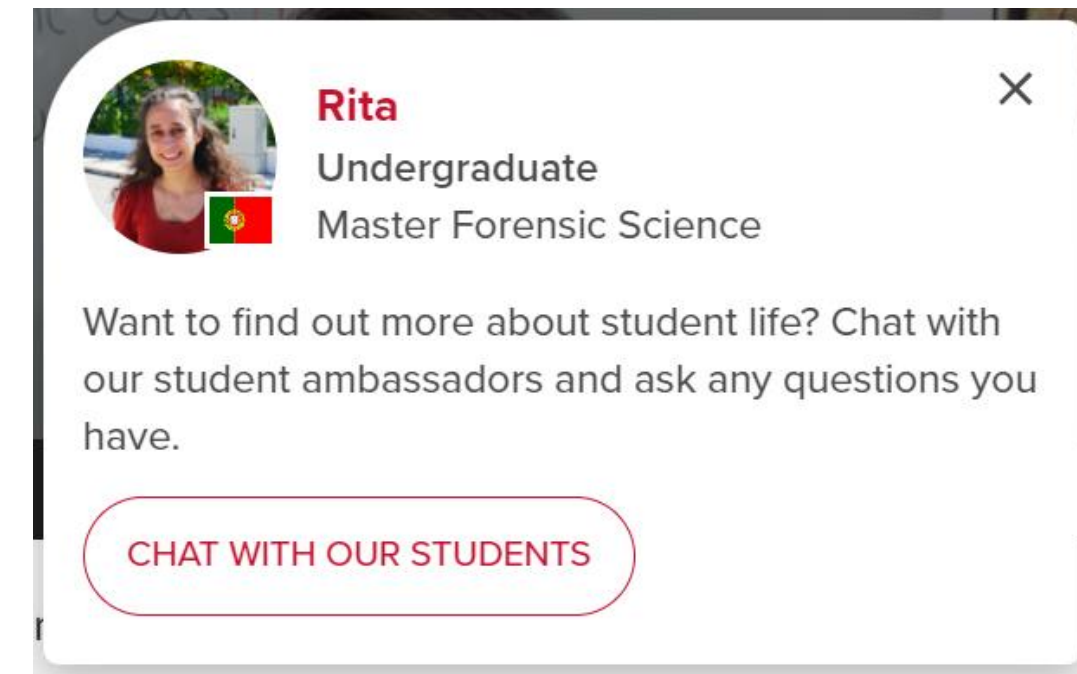 Rita
Undergraduate
Master Forensic Science
Want to find out more about student life? Chat with
our student ambassadors and ask any questions you
have.
CHAT WITH OUR STUDENTS